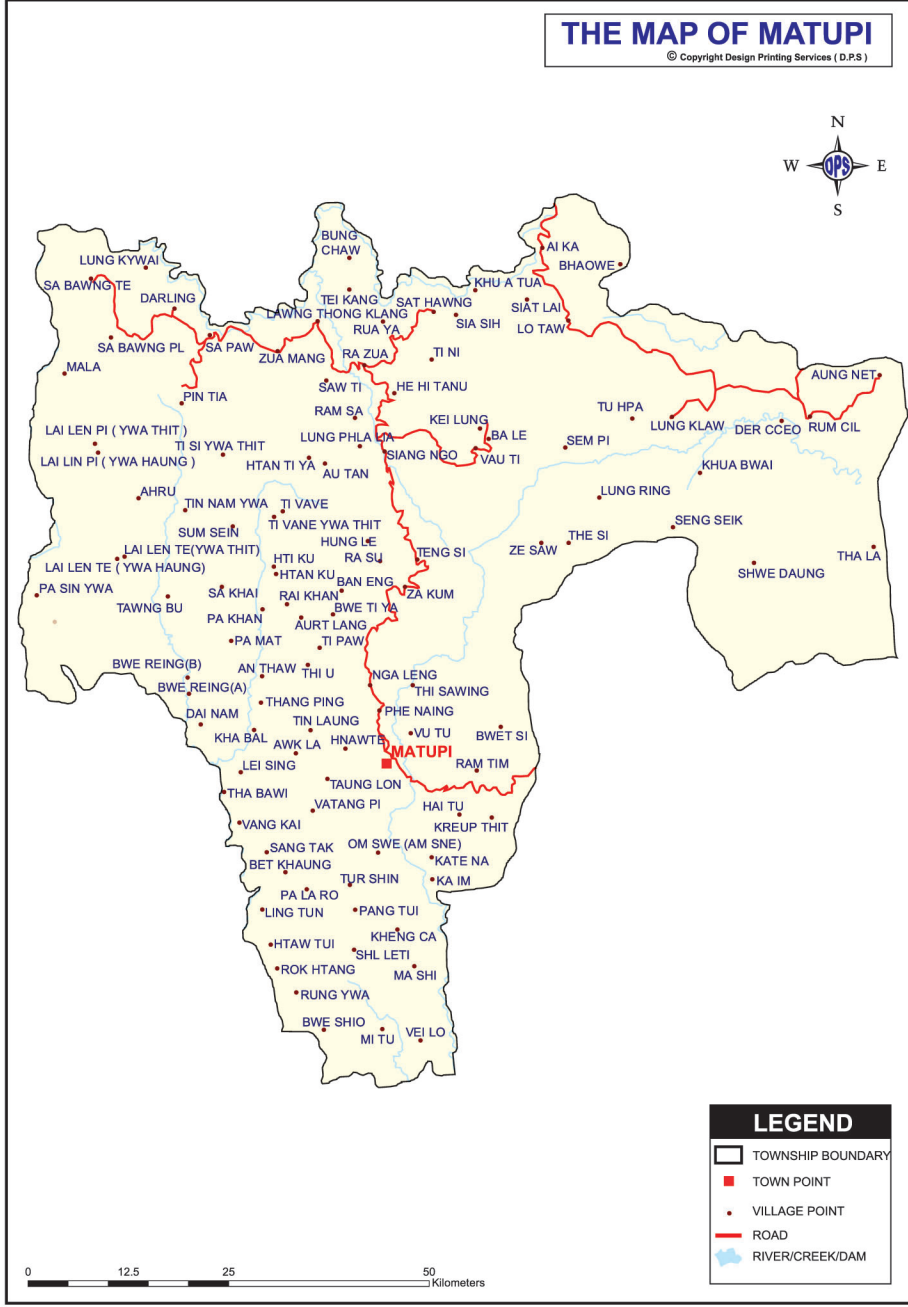 THE MAP OF MATUPI
© Copyright Design Printing Services ( D.P.S )
N
W
DPS
E
S
BUNG
CHAW
AI KA
BHAOWE
LUNG KYWAI
SA BAWNG TE
DARLING
TEI KANG
SAT HAWNG
KHU A TUA
SIAT LAI
LAWNG THONG KLANG
RUA YA
SIA SIH
LO TAW
SA BAWNG PL
SA PAW
ZUA MANG
RA ZUA
TI NI
MALA
AUNG NET
PIN TIA
SAW TI
HE HI TANU
RAM SA
KEI LUNG
TU HPA
LUNG KLAW
DER CCEO
RUM CIL
LAI LEN PI ( YWA THIT )
TI SI YWA THIT
LUNG PHLA LIA
BA LE
SEM PI
LAI LIN PI ( YWA HAUNG )
HTAN TI YA
AU TAN
SIANG NGO
VAU TI
KHUA BWAI
AHRU
TIN NAM YWA
TI VAVE
LUNG RING
SUM SEIN
TI VANE YWA THIT
SENG SEIK
HUNG LE
LAI LEN TE(YWA THIT)
HTI KU
RA SU
TENG SI
ZE SAW
THE SI
THA LA
LAI LEN TE ( YWA HAUNG)
HTAN KU
SHWE DAUNG
PA SIN YWA
SA KHAI
RAI KHAN
BAN ENG
ZA KUM
TAWNG BU
PA KHAN
BWE TI YA
AURT LANG
PA MAT
TI PAW
BWE REING(B)
AN THAW
THI U
NGA LENG
BWE REING(A)
THI SAWING
THANG PING
PHE NAING
DAI NAM
TIN LAUNG
KHA BAL
VU TU
BWET SI
AWK LA
HNAWTE
MATUPI
LEI SING
RAM TIM
THA BAWI
TAUNG LON
VATANG PI
HAI TU
VANG KAI
KREUP THIT
SANG TAK
OM SWE (AM SNE)
BET KHAUNG
KATE NA
TUR SHIN
KA IM
PA LA RO
LING TUN
PANG TUI
KHENG CA
HTAW TUI
SHL LETI
ROK HTANG
MA SHI
RUNG YWA
BWE SHIO
MI TU
VEI LO
LEGEND
TOWNSHIP BOUNDARY
TOWN POINT
VILLAGE POINT
ROAD
RIVER/CREEK/DAM
0
12.5
25
50
Kilometers